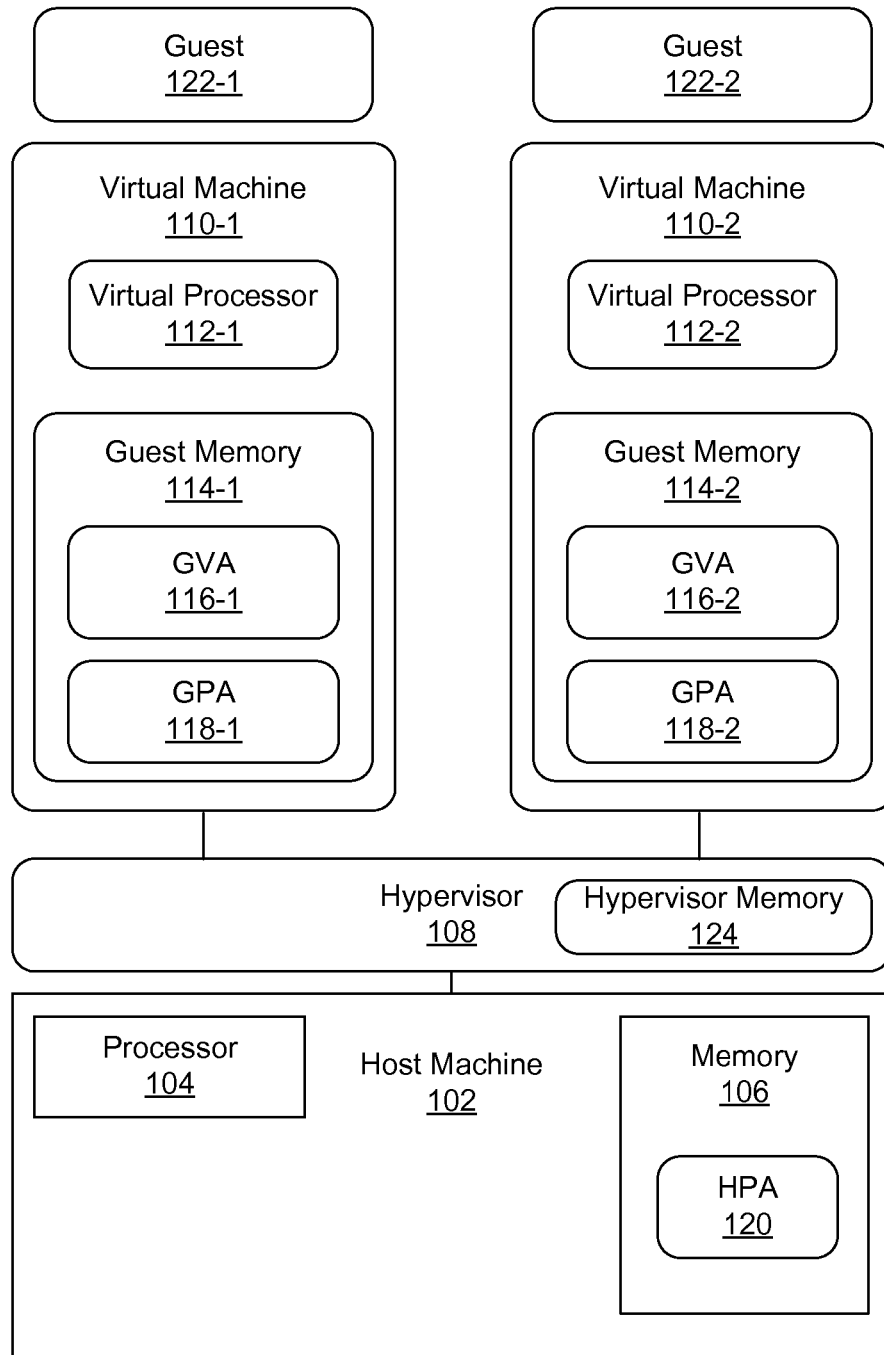 Guest
122-1
Guest
122-2
Virtual Machine
110-1
Virtual Machine
110-2
Virtual Processor
112-1
Virtual Processor
112-2
Guest Memory
114-1
Guest Memory
114-2
GVA
116-1
GVA
116-2
GPA
118-1
GPA
118-2
Hypervisor
108
Hypervisor Memory
124
Processor
104
Host Machine
102
Memory
106
HPA
120